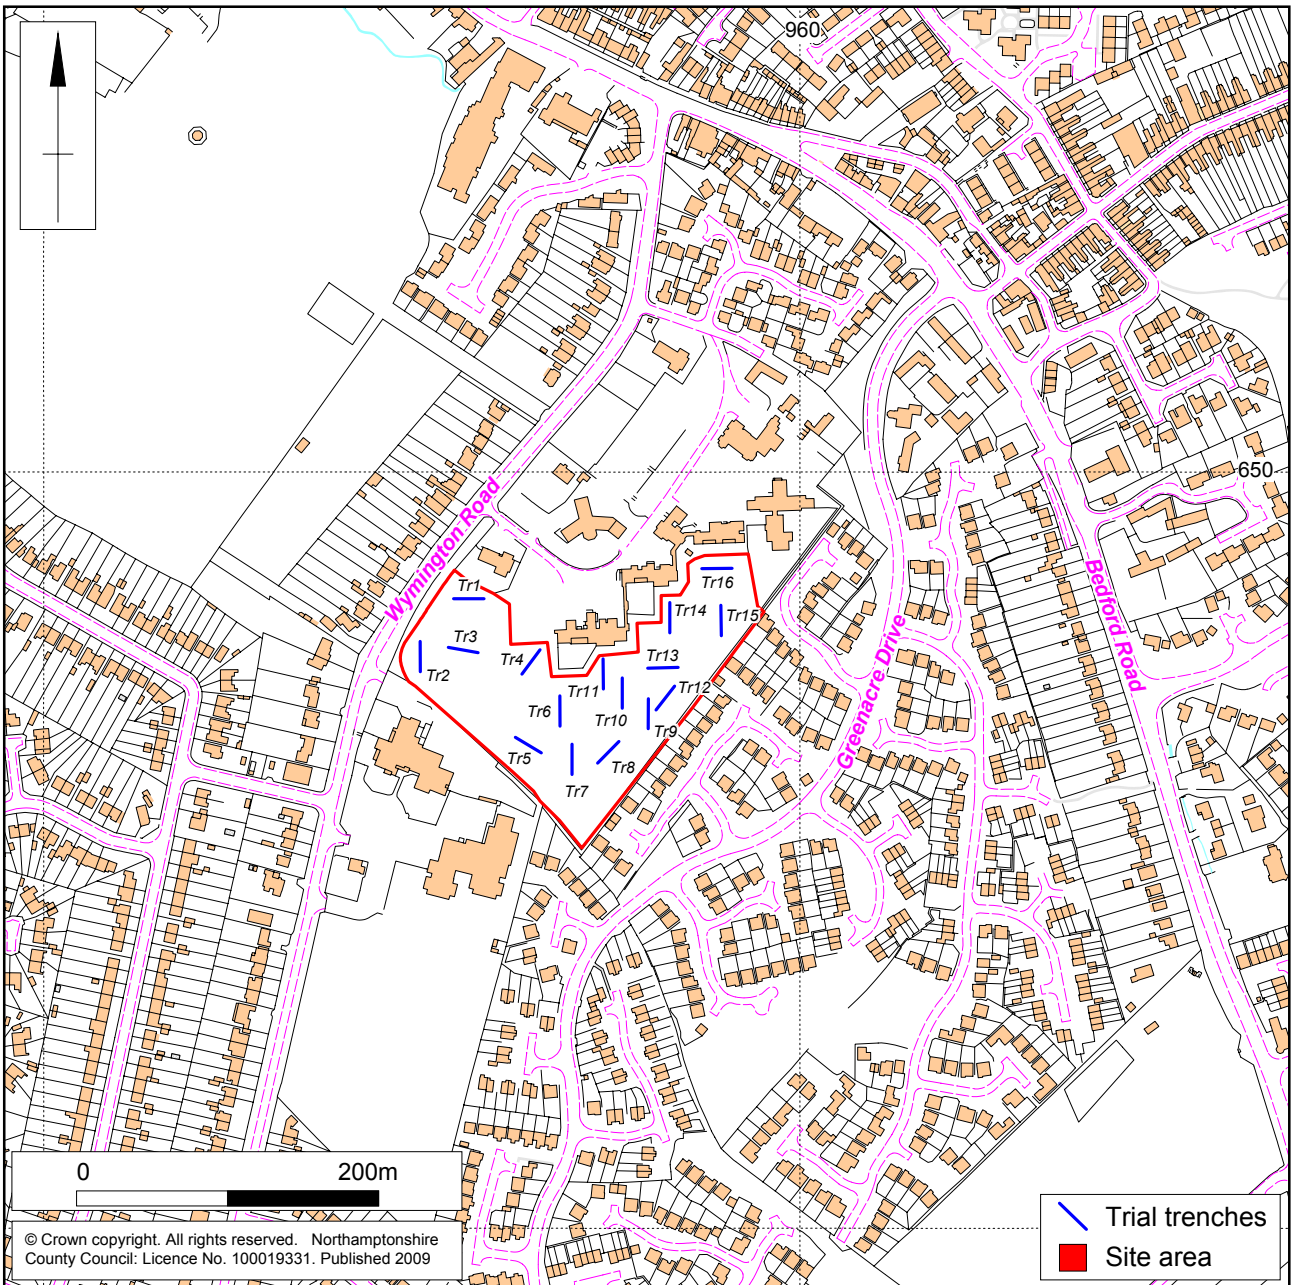 960
650
Wymington Road
Greenacre Drive
Bedford Road
Tr1
Tr2
Tr3
Tr4
Tr5
Tr6
Tr7
Tr8
Tr9
Tr10
Tr11
Tr12
Tr13
Tr14
Tr15
Tr16
0 200m
© Crown copyright. All rights reserved. Northamptonshire
County Council: Licence No. 100019331. Published 2009
Trial trenches
Site area